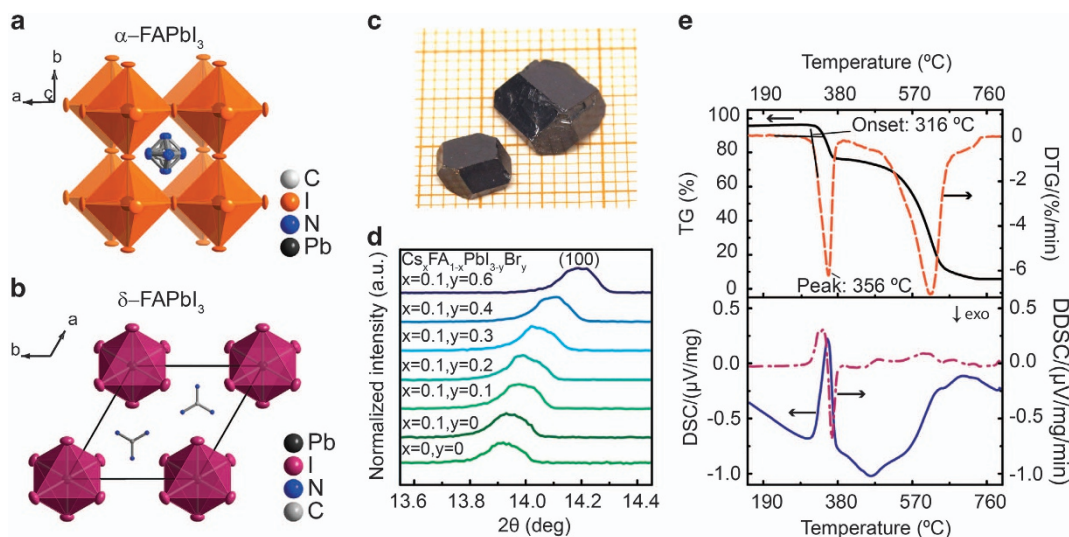 a
α–FAPbI3
b
a
c
C
I
N
Pb
b
δ–FAPbI3
a
b
Pb
I
N
C
c
d
CsxFA1-xPbI3-yBry
(100)
x=0.1,y=0.6
x=0.1,y=0.4
x=0.1,y=0.3
x=0.1,y=0.2
x=0.1,y=0.1
x=0.1,y=0
x=0,y=0
Normalized intensity (a.u.)
13.6 13.8 14.0 14.2 14.4
2θ (deg)
e
Temperature (ºC)
190 380 570 760
100
80
60
40
20
0
TG (%)
Onset: 316 ºC
Peak: 356 ºC
0
-2
-4
-6
DTG/(%/min)
↓exo
0.0
-0.5
-1.0
DSC/(µV/mg)
0.5
0.0
-0.5
-1.0
DDSC/(µV/mg/min)
190 380 570 760
Temperature (ºC)